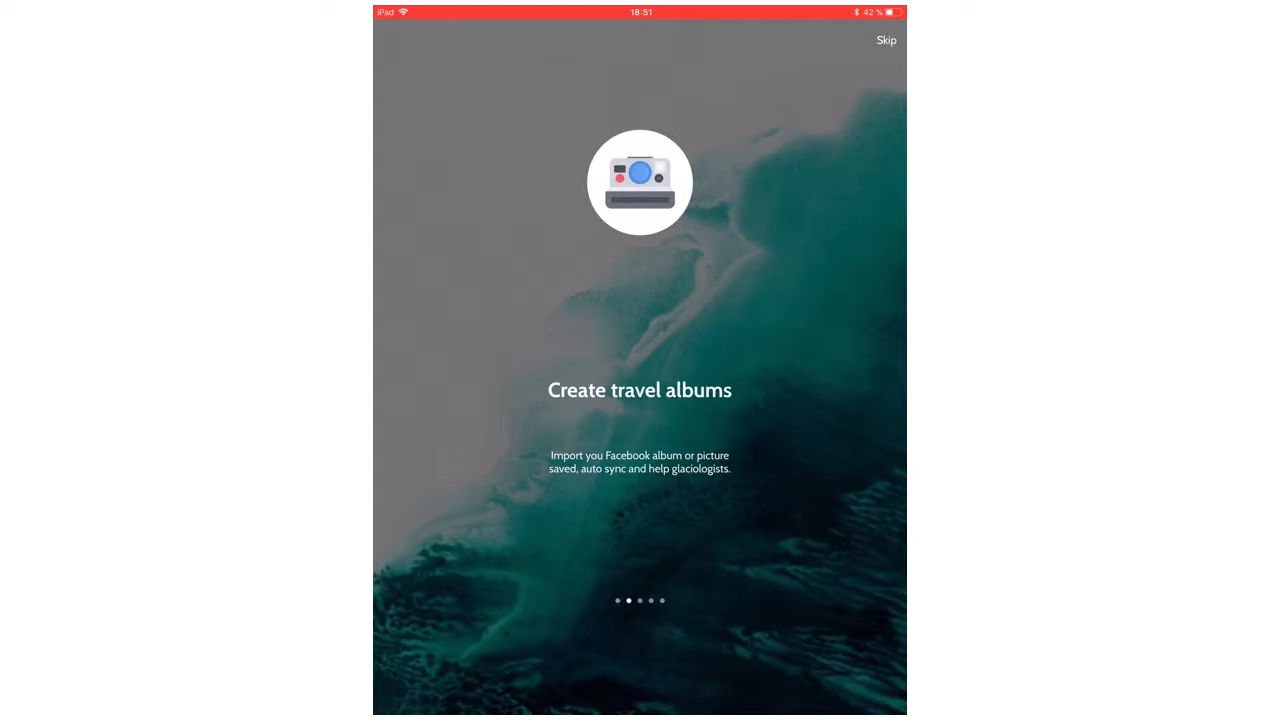 iPad 18:51 42 %
Skip
Create travel albums
Import you Facebook album or picture
saved, auto sync and help glaciologists.